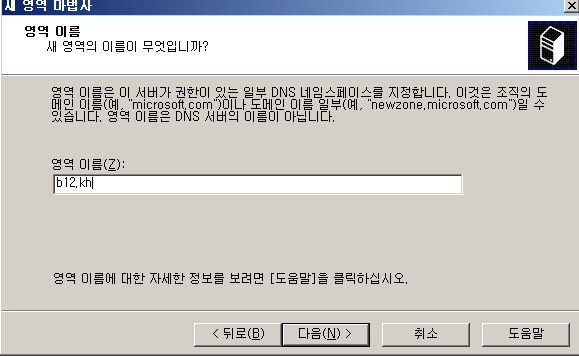 새 영역 마법사
영역 이름
새 영역의 이름이 무엇입니까?
영역 이름은 이 서버가 권한이 있는 일부 DNS 네임스페이스를 지정합니다. 이것은 조직의 도
메인 이름(예, "microsoft.com")이나 도메인 이름 일부(예, "newzone.microsoft.com")일 수
있습니다. 영역 이름은 DNS 서버의 이름이 아닙니다.
영역 이름(Z):
b12.kh
영역 이름에 대한 자세한 정보를 보려면 [도움말]을 클릭하십시오.
< 뒤로(B) 다음(N) > 취소 도움말